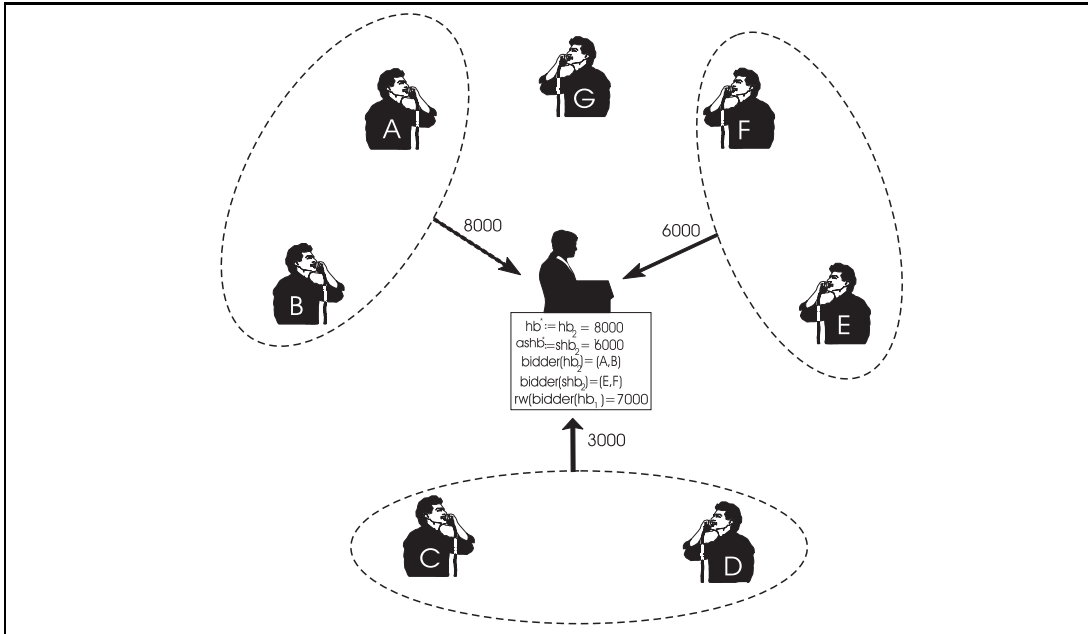 G
A
F
8000
6000
B
E
hb*:= hb₂ = 8000
ashb*:=shb₂ = 6000
bidder(hb₂)=(A,B)
bidder(shb₂)=(E,F)
rw(bidder(hb₁)=7000
3000
C
D